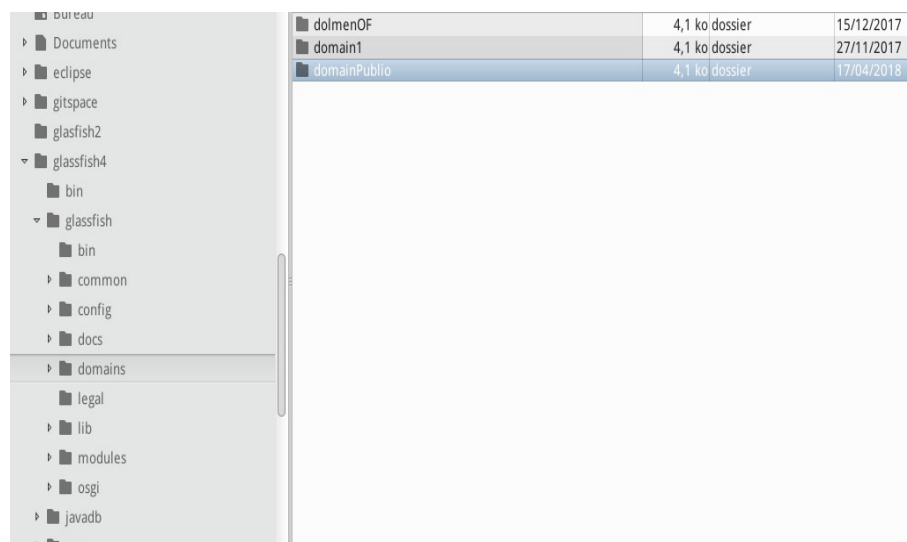 Bureau
Documents
eclipse
gitspace
glasfish2
glassfish4
bin
glassfish
bin
common
config
docs
domains
legal
lib
modules
osgi
javadb
dolmenOF 4,1 ko dossier 15/12/2017
domain1 4,1 ko dossier 27/11/2017
domainPublio 4,1 ko dossier 17/04/2018